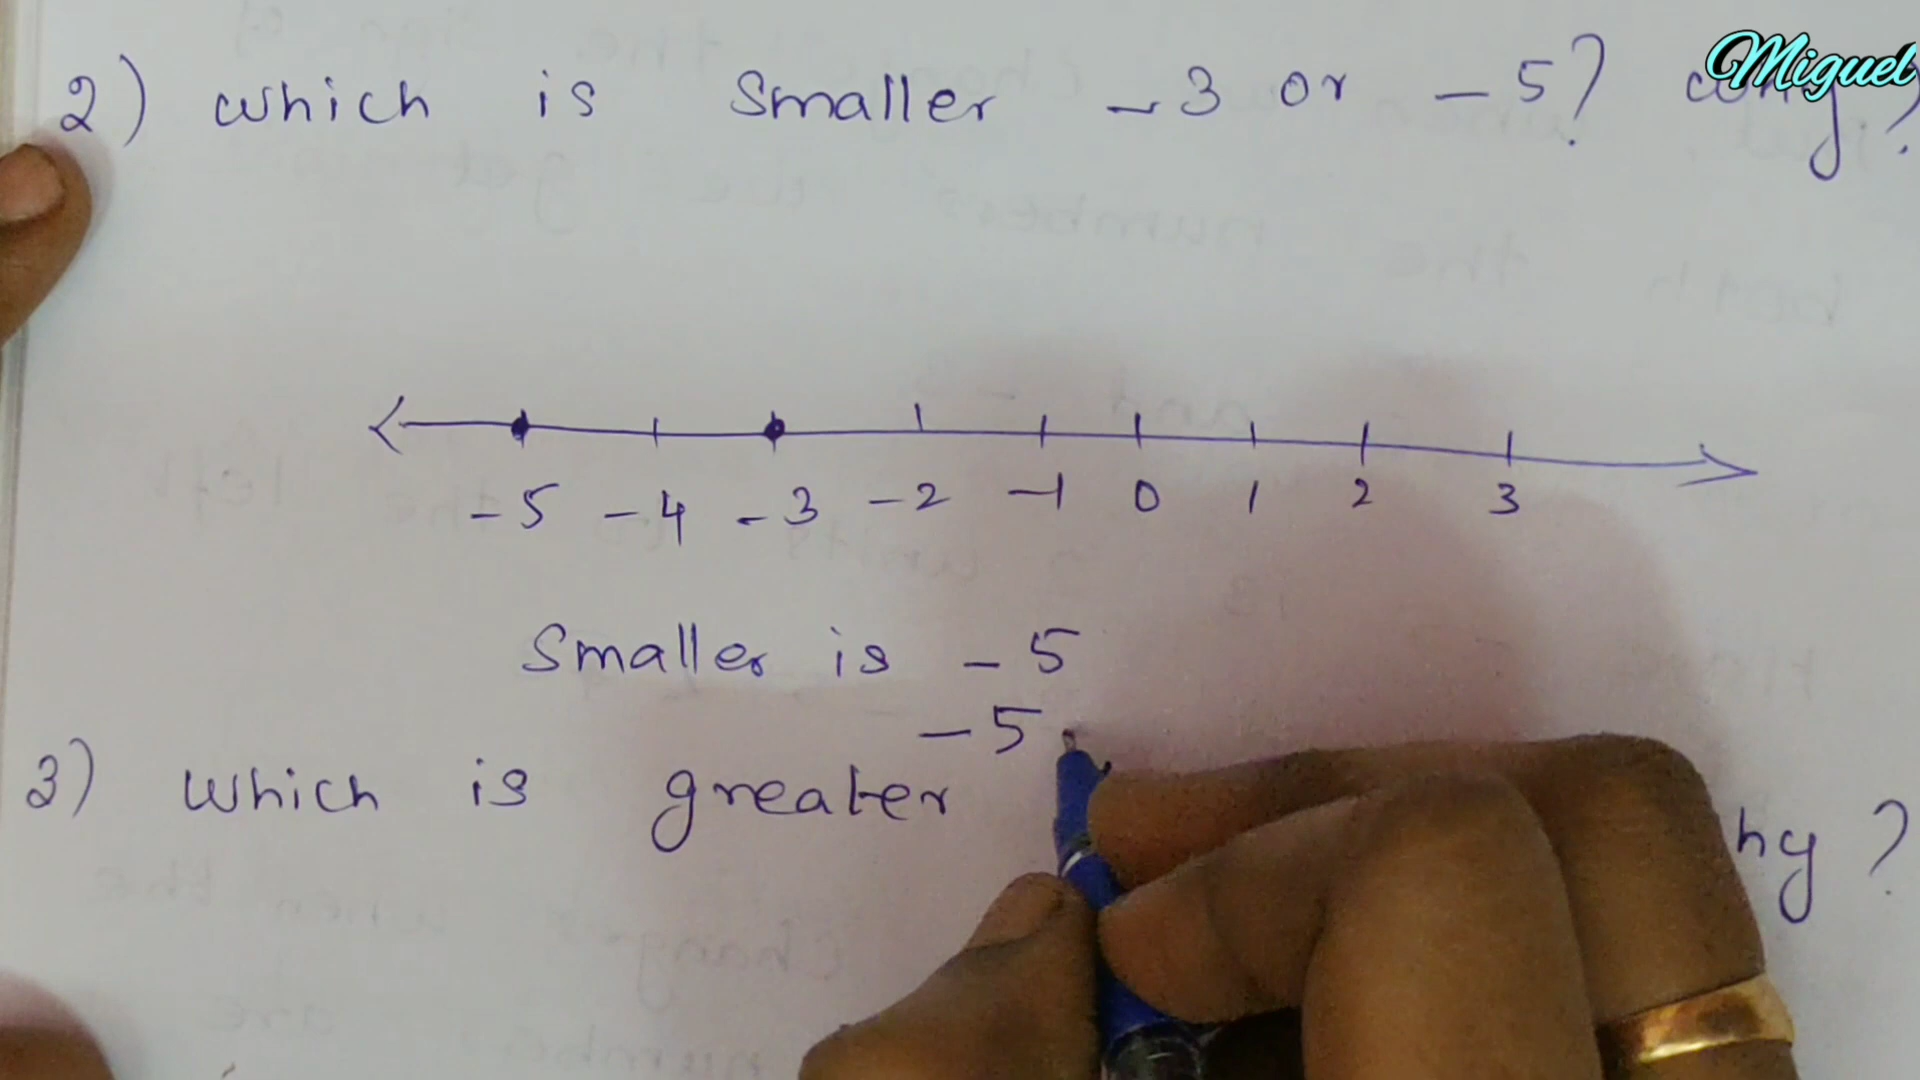 2) which is smaller -3 or -5? why?
Miguel
-5 -4 -3 -2 -1 0 1 2 3
Smaller is -5
-5
3) which is greater hy ?